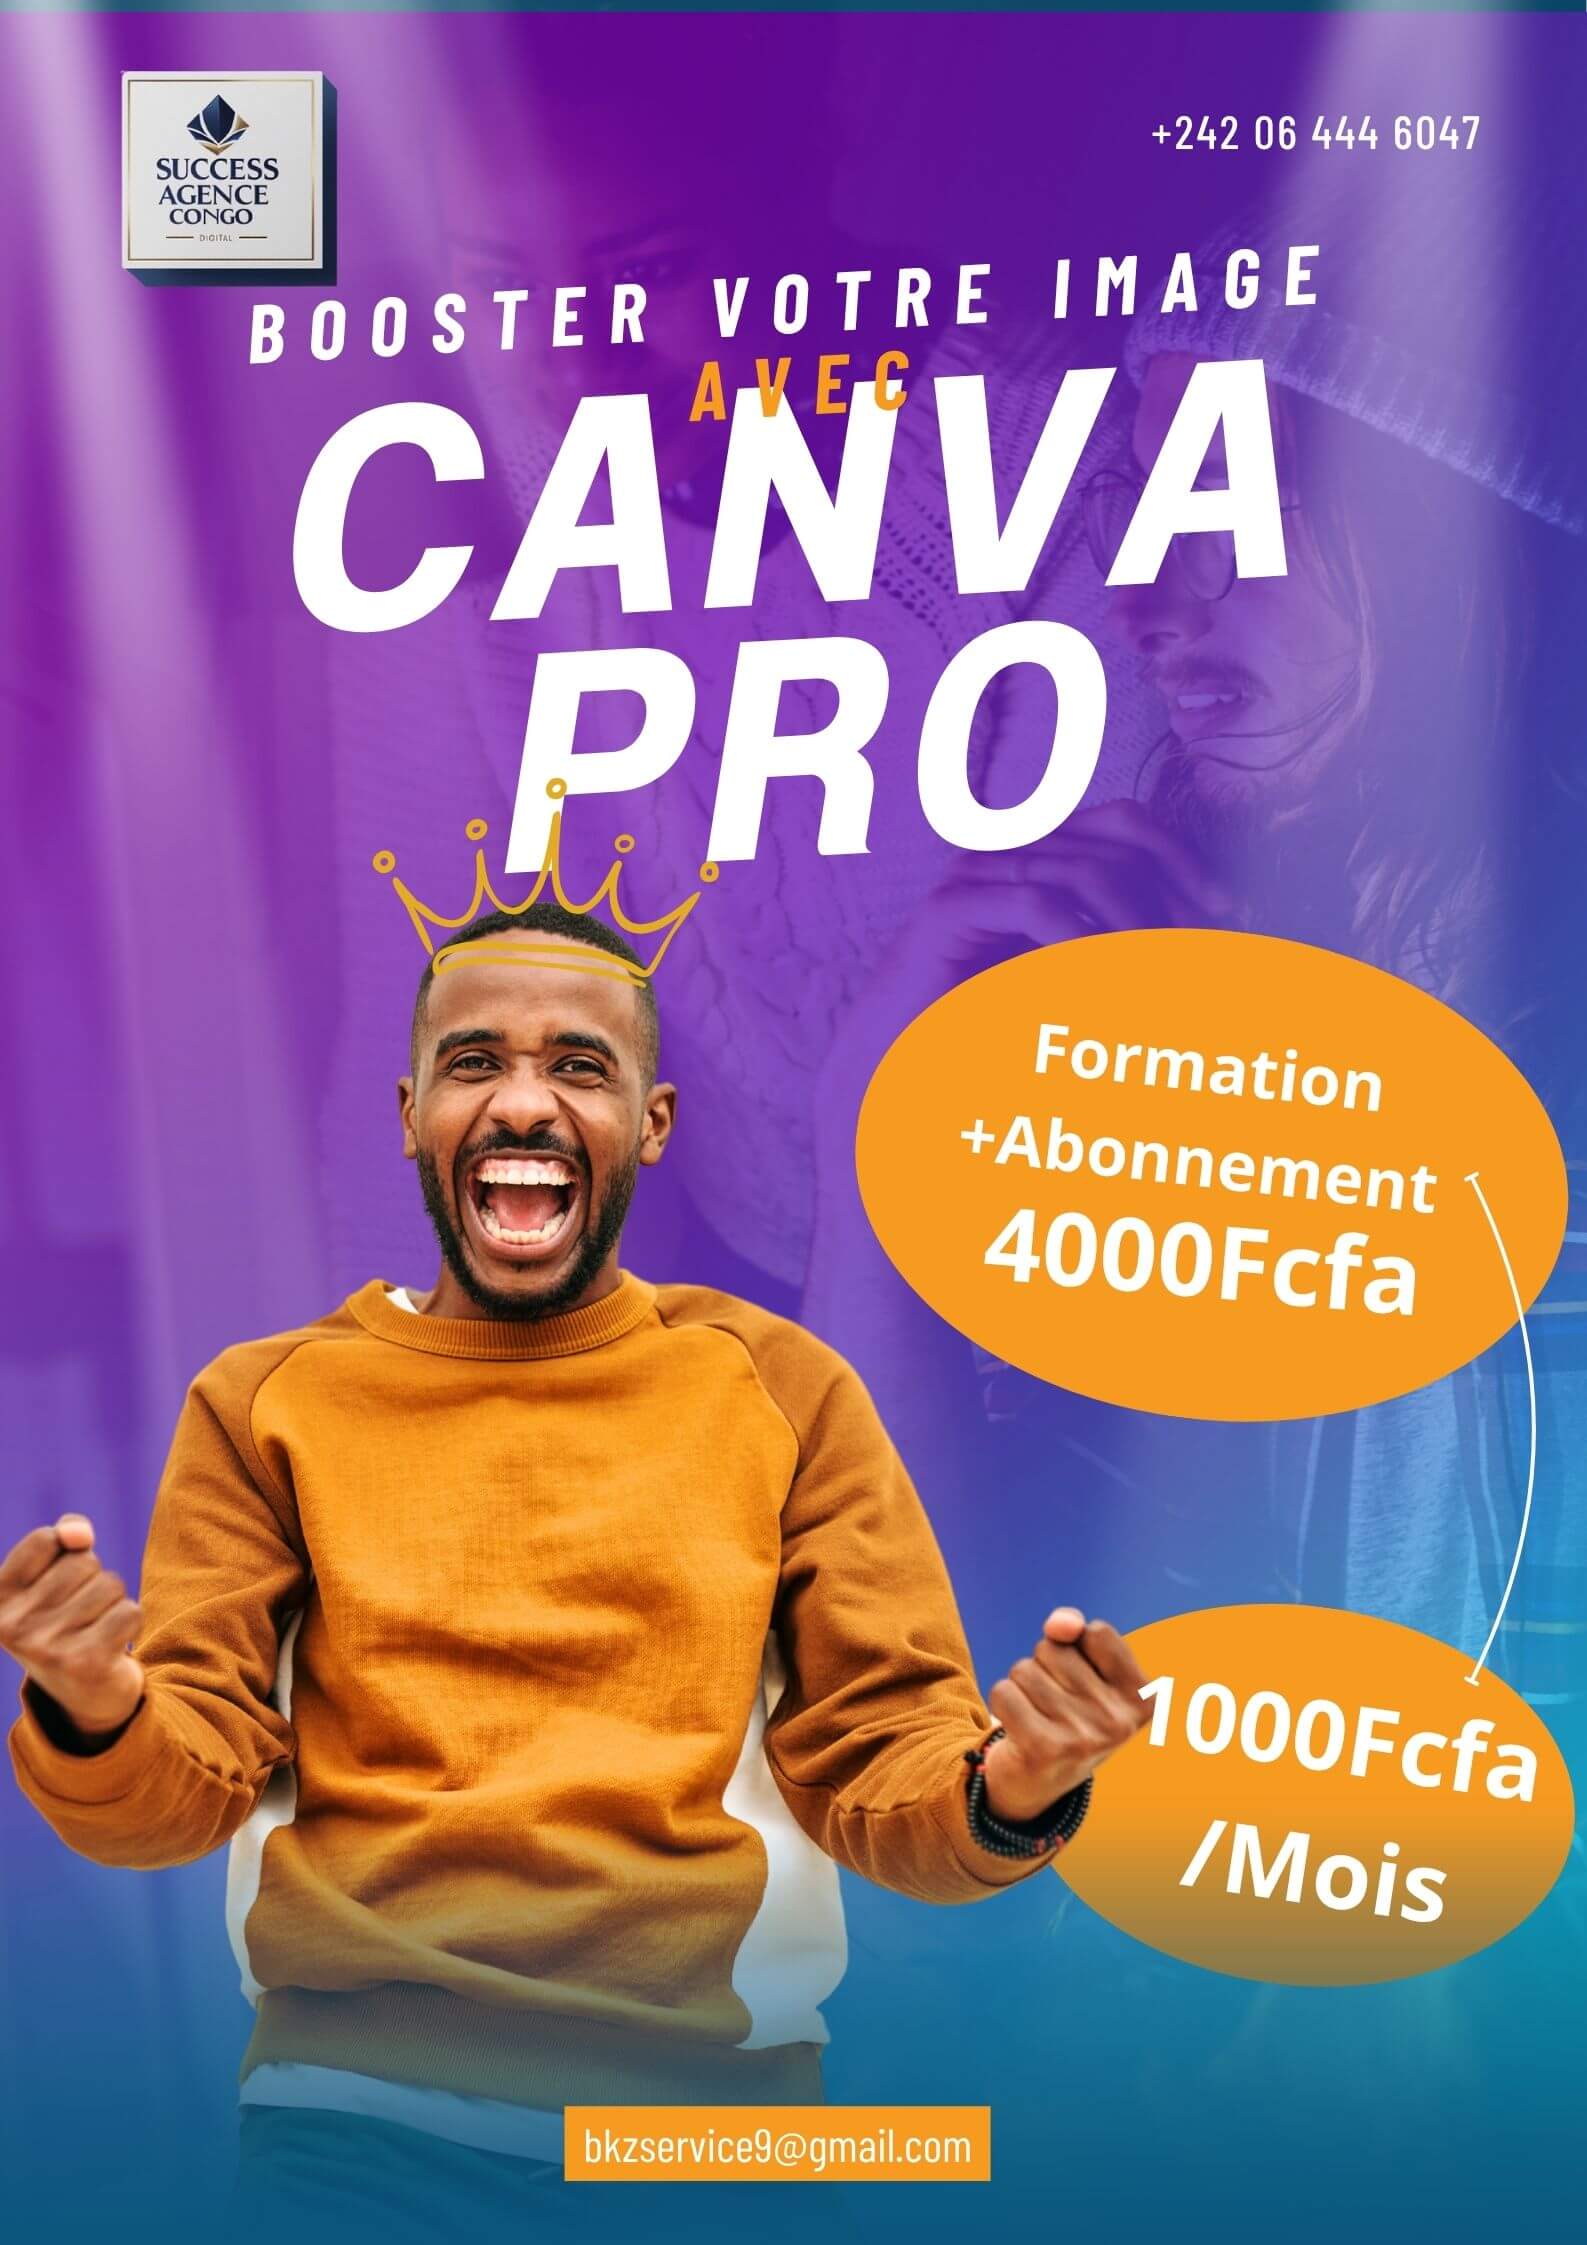 SUCCESS
AGENCE
CONGO
DIGITAL
+242 06 444 6047
BOOSTER VOTRE IMAGE
AVEC
CANVA
PRO
Formation
+Abonnement
4000Fcfa
1000Fcfa
/Mois
bkzservice9@gmail.com